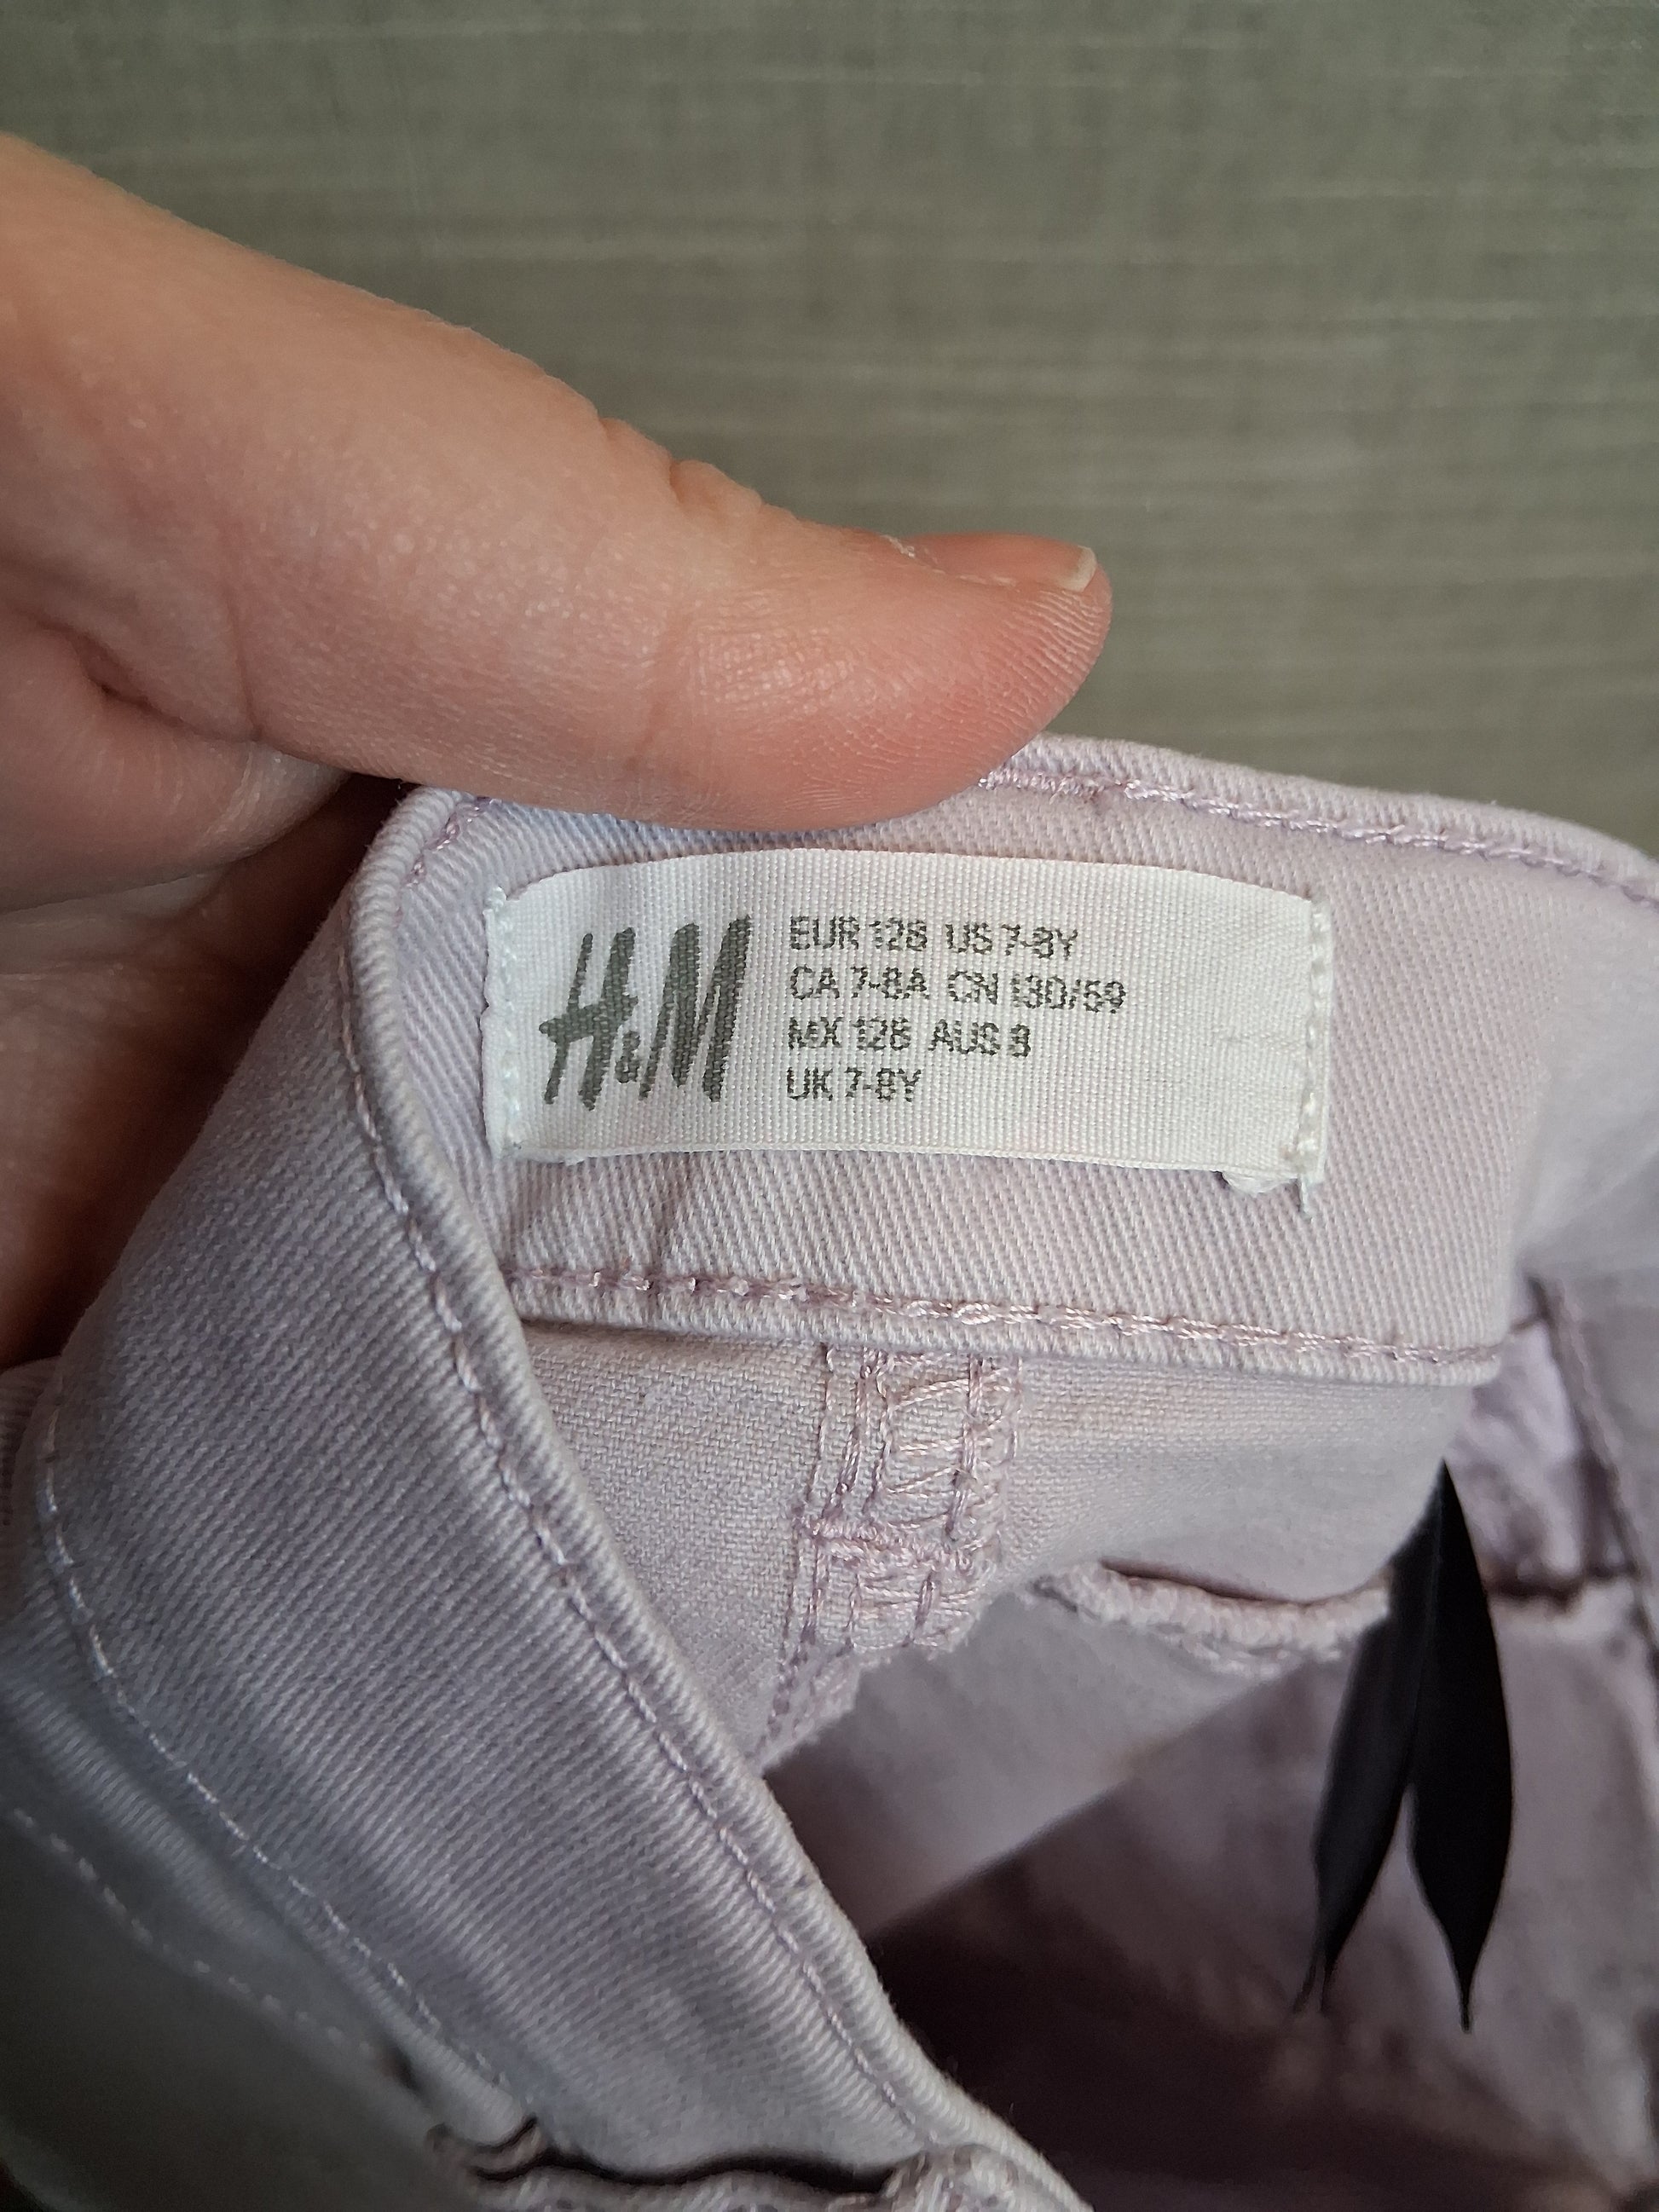 H&M
EUR 128 US 7-8Y
CA 7-8A CN 130/59
MX 128 AUS 8
UK 7-8Y